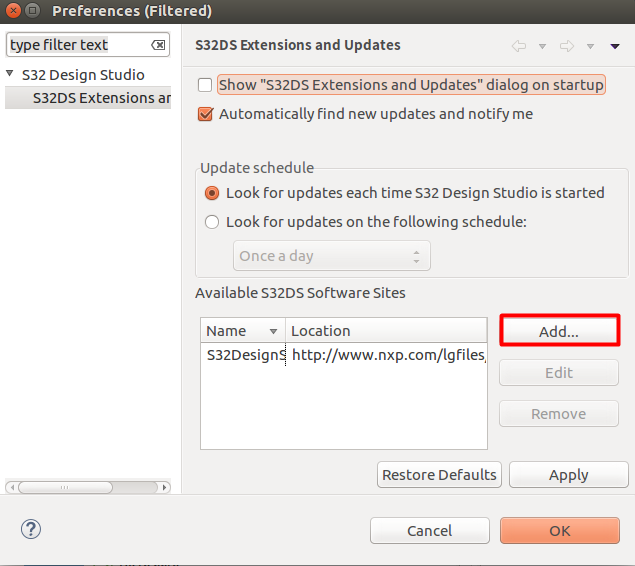 Preferences (Filtered)
type filter text
S32DS Extensions and Updates
S32 Design Studio
S32DS Extensions ar
Show "S32DS Extensions and Updates" dialog on startup
Automatically find new updates and notify me
Update schedule
Look for updates each time S32 Design Studio is started
Look for updates on the following schedule:
Once a day
Available S32DS Software Sites
Name Location
Add...
S32DesignS http://www.nxp.com/lgfiles,
Edit
Remove
Restore Defaults Apply
? Cancel OK